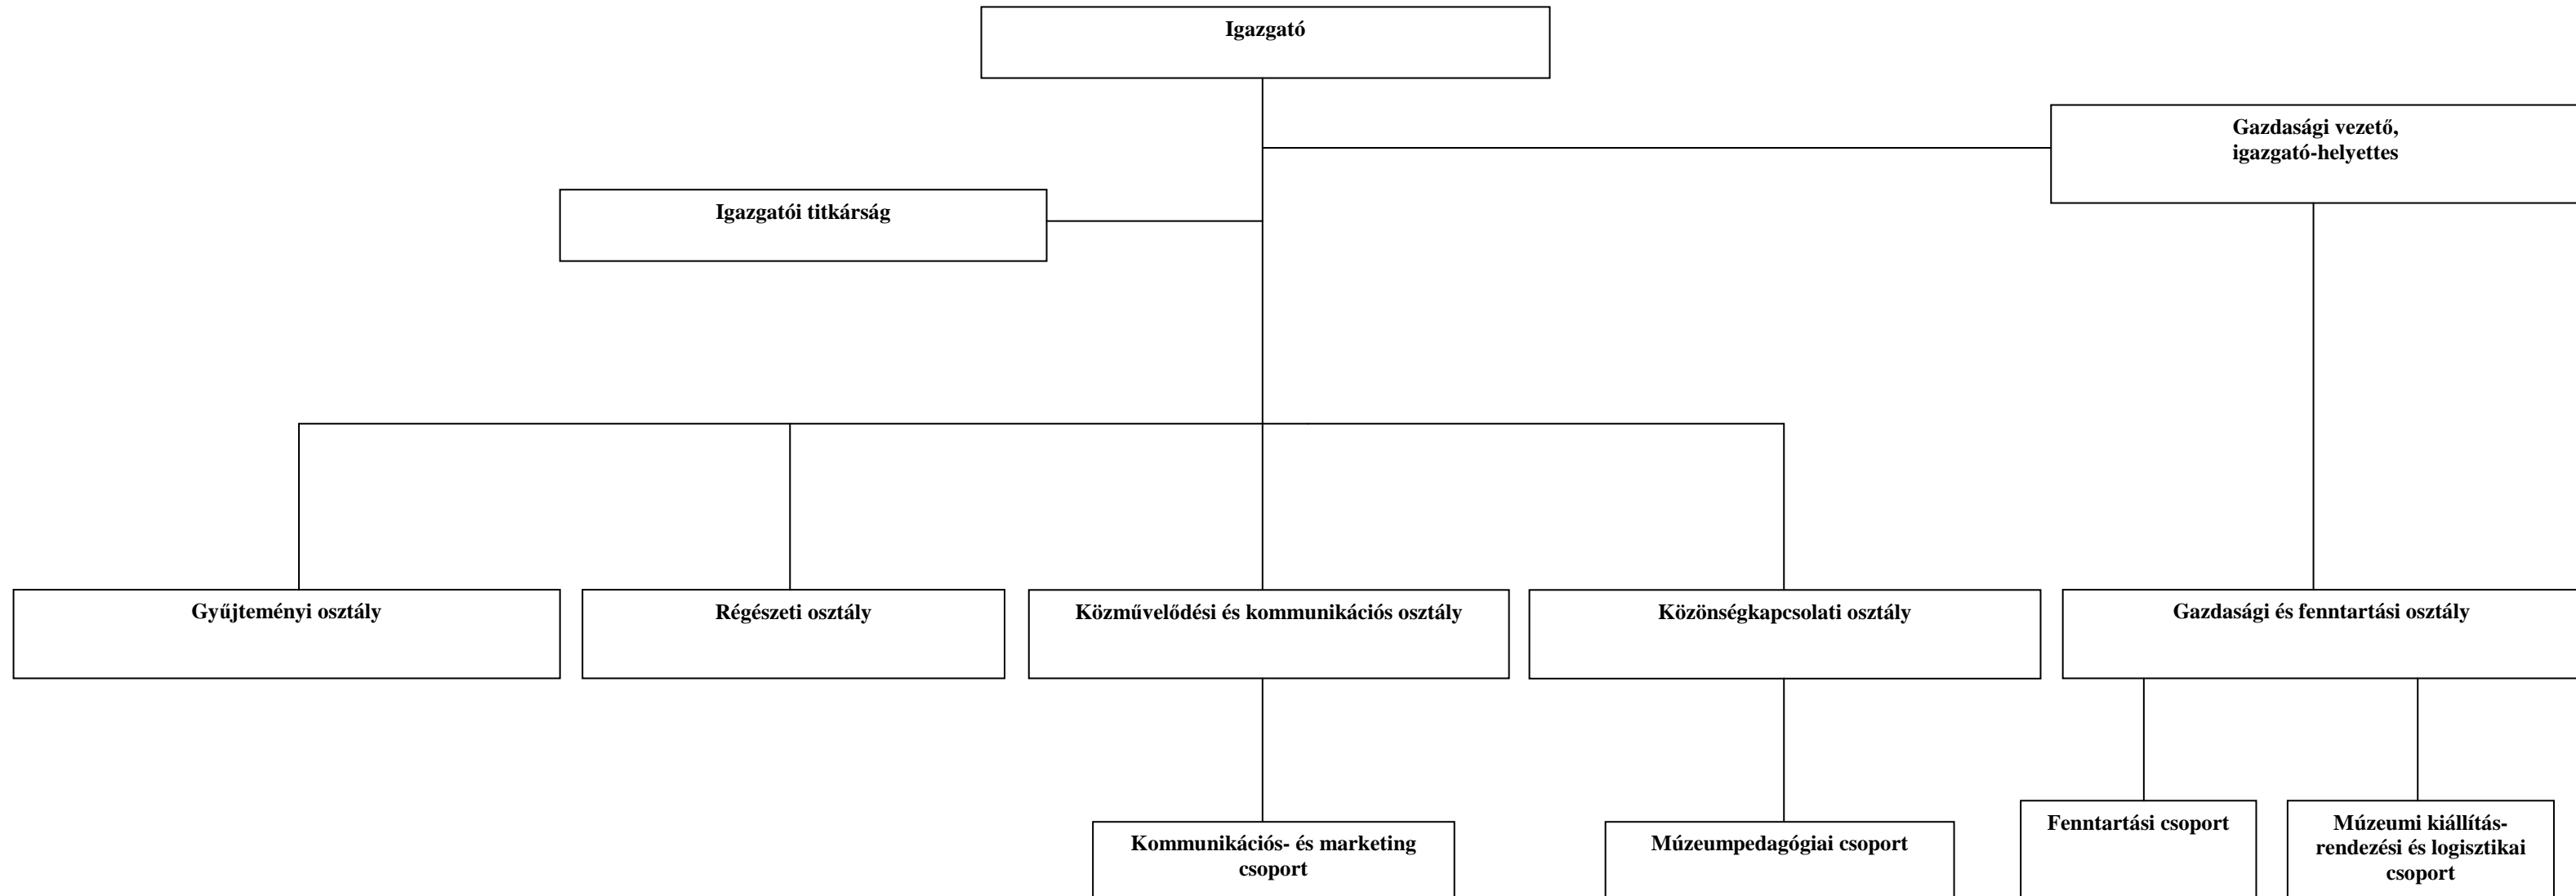 Igazgató
Gazdasági vezető,
igazgató-helyettes
Igazgatói titkárság
Gyűjteményi osztály
Régészeti osztály
Közművelődési és kommunikációs osztály
Közönségkapcsolati osztály
Gazdasági és fenntartási osztály
Kommunikációs- és marketing
csoport
Múzeumpedagógiai csoport
Fenntartási csoport
Múzeumi kiállítás-
rendezési és logisztikai
csoport